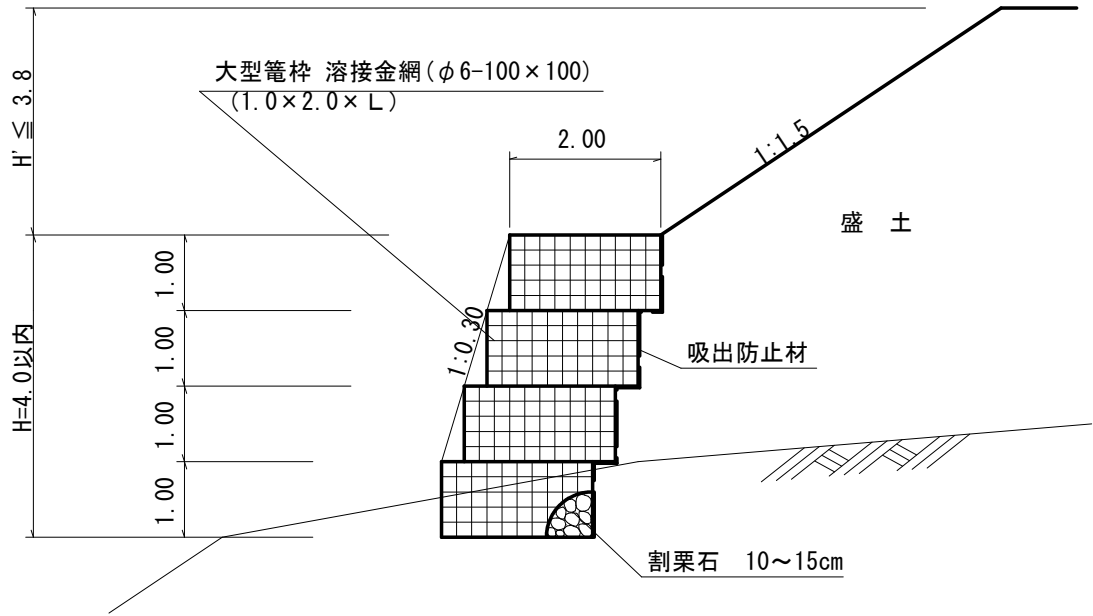 大型篭枠 溶接金網(φ6-100×100)
(1.0×2.0×L)
H'≦3.8
2.00
1:1.5
盛 土
1.00
1.00
1.00
1.00
H=4.0以内
1:0.30
吸出防止材
割栗石 10~15cm